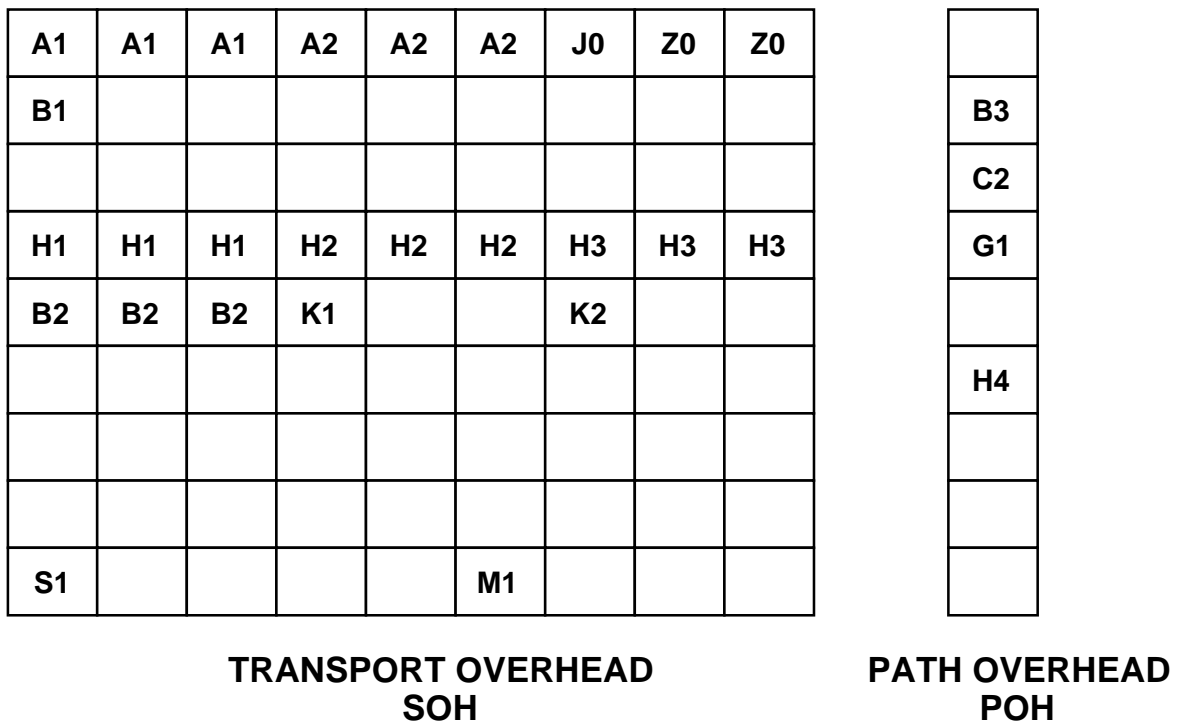 A1 A1 A1 A2 A2 A2 J0 Z0 Z0
B1 B3
C2
H1 H1 H1 H2 H2 H2 H3 H3 H3 G1
B2 B2 B2 K1 K2
H4
S1 M1
TRANSPORT OVERHEAD PATH OVERHEAD
SOH POH